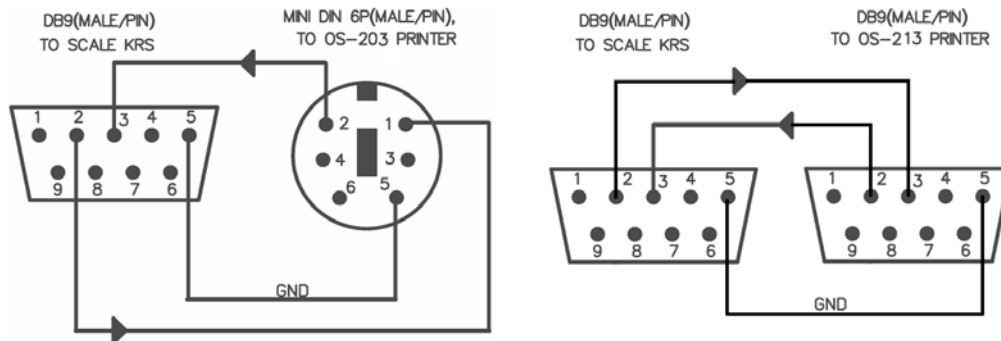 DB9(MALE/PIN)
TO SCALE KRS
MINI DIN 6P(MALE/PIN),
TO OS-203 PRINTER
1 2 3 4 5
9 8 7 6
2 1
4 3
6 5
GND
DB9(MALE/PIN)
TO SCALE KRS
DB9(MALE/PIN)
TO OS-213 PRINTER
1 2 3 4 5
9 8 7 6
1 2 3 4 5
9 8 7 6
GND